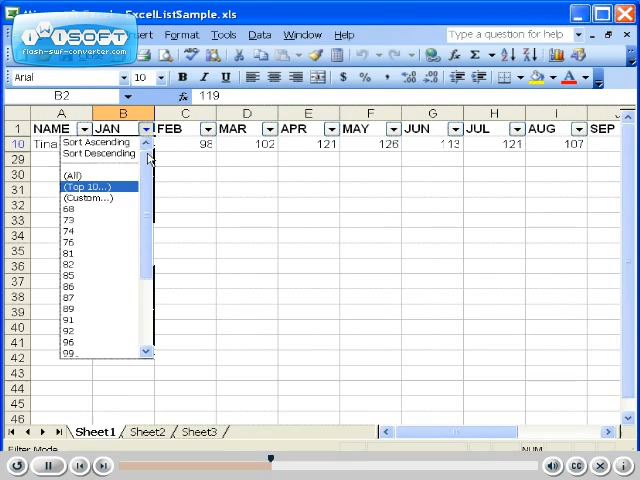 ExcelListSample.xls
iWiSOFT
flash-swf-converter.com
Format Tools Data Window Help Type a question for help
Arial 10 B I U $ % ,
B2 fx 119
A B C D E F G H I
1 NAME JAN FEB MAR APR MAY JUN JUL AUG SEP
10 Tina 98 102 121 126 113 121 107
Sort Ascending
Sort Descending
(All)
(Top 10...)
(Custom...)
68
73
74
76
81
82
85
86
87
89
91
92
96
99
29
30
31
32
33
34
35
36
37
38
39
40
41
42
43
44
45
46
Sheet1 Sheet2 Sheet3
Filter Mode NUM
CC